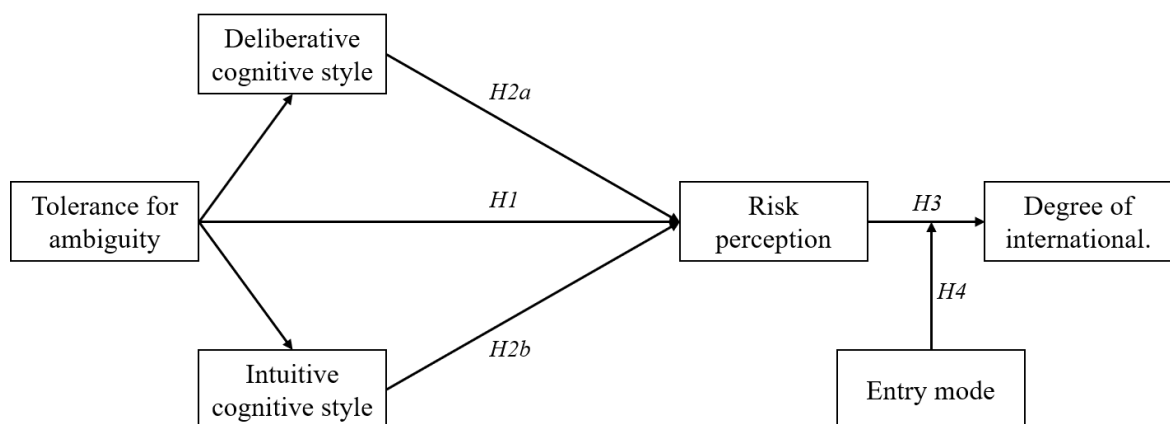 Deliberative
cognitive style
H2a
Tolerance for
ambiguity
H1
Risk
perception
H3
Degree of
international.
H4
H2b
Intuitive
cognitive style
Entry mode